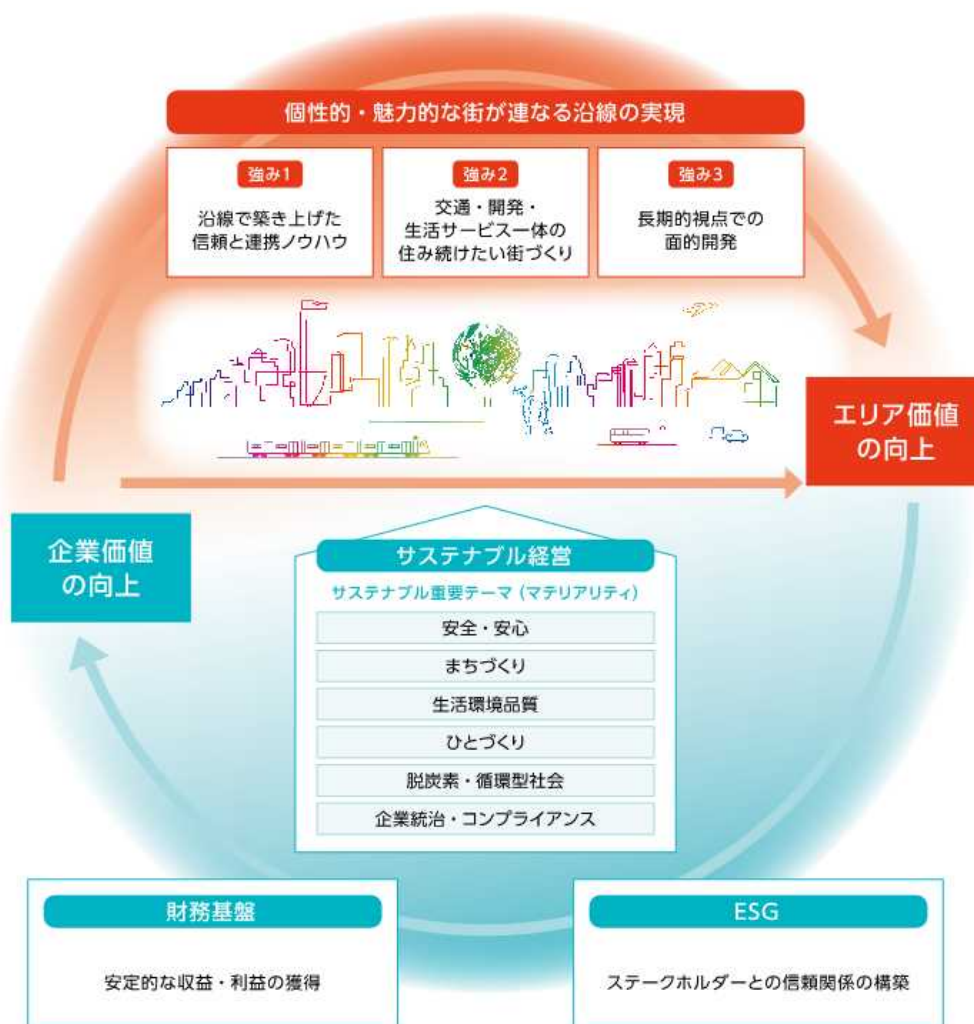 個性的・魅力的な街が連なる沿線の実現
強み1
沿線で築き上げた
信頼と連携ノウハウ
強み2
交通・開発・
生活サービス一体の
住み続けたい街づくり
強み3
長期的視点での
面的開発
エリア価値
の向上
企業価値
の向上
サステナブル経営
サステナブル重要テーマ（マテリアリティ）
安全・安心
まちづくり
生活環境品質
ひとづくり
脱炭素・循環型社会
企業統治・コンプライアンス
財務基盤
安定的な収益・利益の獲得
ESG
ステークホルダーとの信頼関係の構築